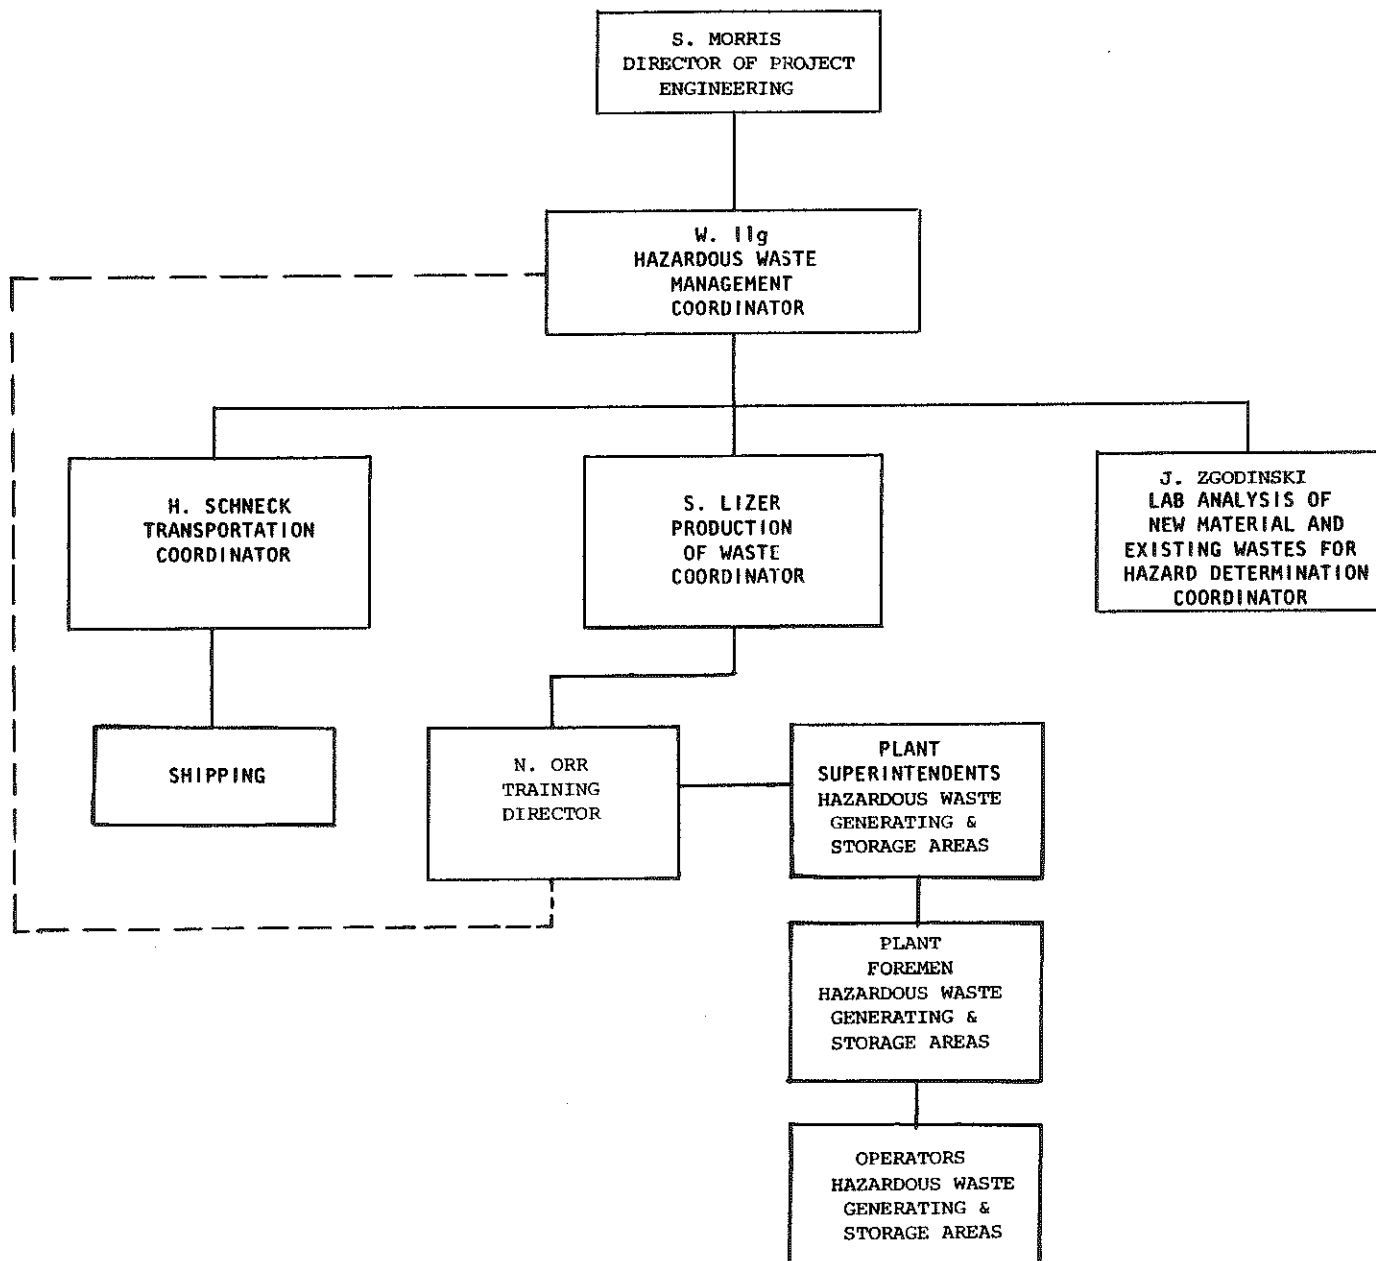 S. MORRIS
DIRECTOR OF PROJECT
ENGINEERING
W. Ilg
HAZARDOUS WASTE
MANAGEMENT
COORDINATOR
H. SCHNECK
TRANSPORTATION
COORDINATOR
S. LIZER
PRODUCTION
OF WASTE
COORDINATOR
J. ZGODINSKI
LAB ANALYSIS OF
NEW MATERIAL AND
EXISTING WASTES FOR
HAZARD DETERMINATION
COORDINATOR
SHIPPING
N. ORR
TRAINING
DIRECTOR
PLANT
SUPERINTENDENTS
HAZARDOUS WASTE
GENERATING &
STORAGE AREAS
PLANT
FOREMEN
HAZARDOUS WASTE
GENERATING &
STORAGE AREAS
OPERATORS
HAZARDOUS WASTE
GENERATING &
STORAGE AREAS